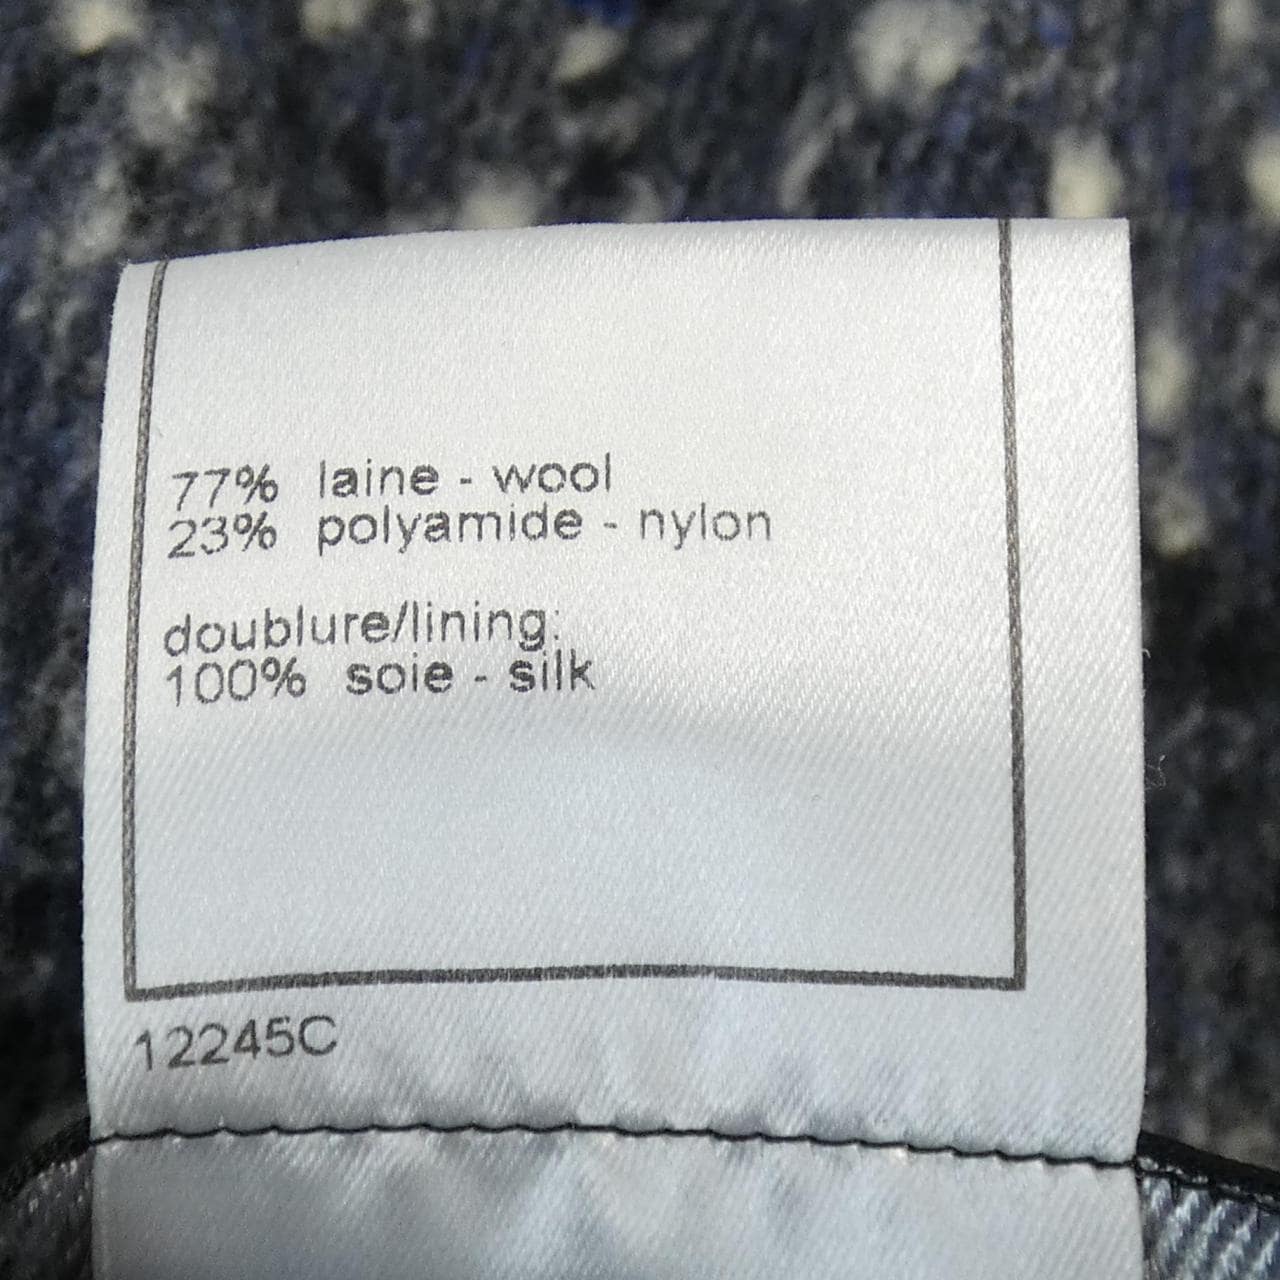 77% laine - wool
23% polyamide - nylon
doublure/lining:
100% soie - silk
12245C